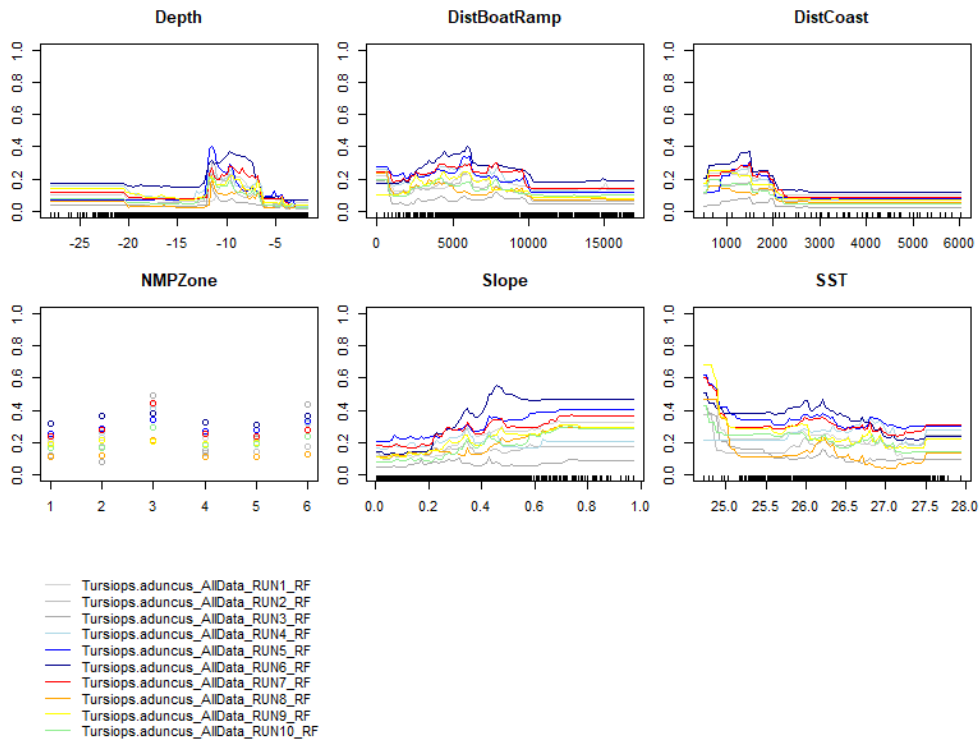 Depth DistBoatRamp DistCoast
1.0 1.0 1.0
0.8 0.8 0.8
0.6 0.6 0.6
0.4 0.4 0.4
0.2 0.2 0.2
0.0 0.0 0.0
-25 -20 -15 -10 -5 0 5000 10000 15000 1000 2000 3000 4000 5000 6000
NMPZone Slope SST
1.0 1.0 1.0
0.8 0.8 0.8
0.6 0.6 0.6
0.4 0.4 0.4
0.2 0.2 0.2
0.0 0.0 0.0
1 2 3 4 5 6 0.0 0.2 0.4 0.6 0.8 1.0 25.0 25.5 26.0 26.5 27.0 27.5 28.0
Tursiops.aduncus_AllData_RUN1_RF
Tursiops.aduncus_AllData_RUN2_RF
Tursiops.aduncus_AllData_RUN3_RF
Tursiops.aduncus_AllData_RUN4_RF
Tursiops.aduncus_AllData_RUN5_RF
Tursiops.aduncus_AllData_RUN6_RF
Tursiops.aduncus_AllData_RUN7_RF
Tursiops.aduncus_AllData_RUN8_RF
Tursiops.aduncus_AllData_RUN9_RF
Tursiops.aduncus_AllData_RUN10_RF